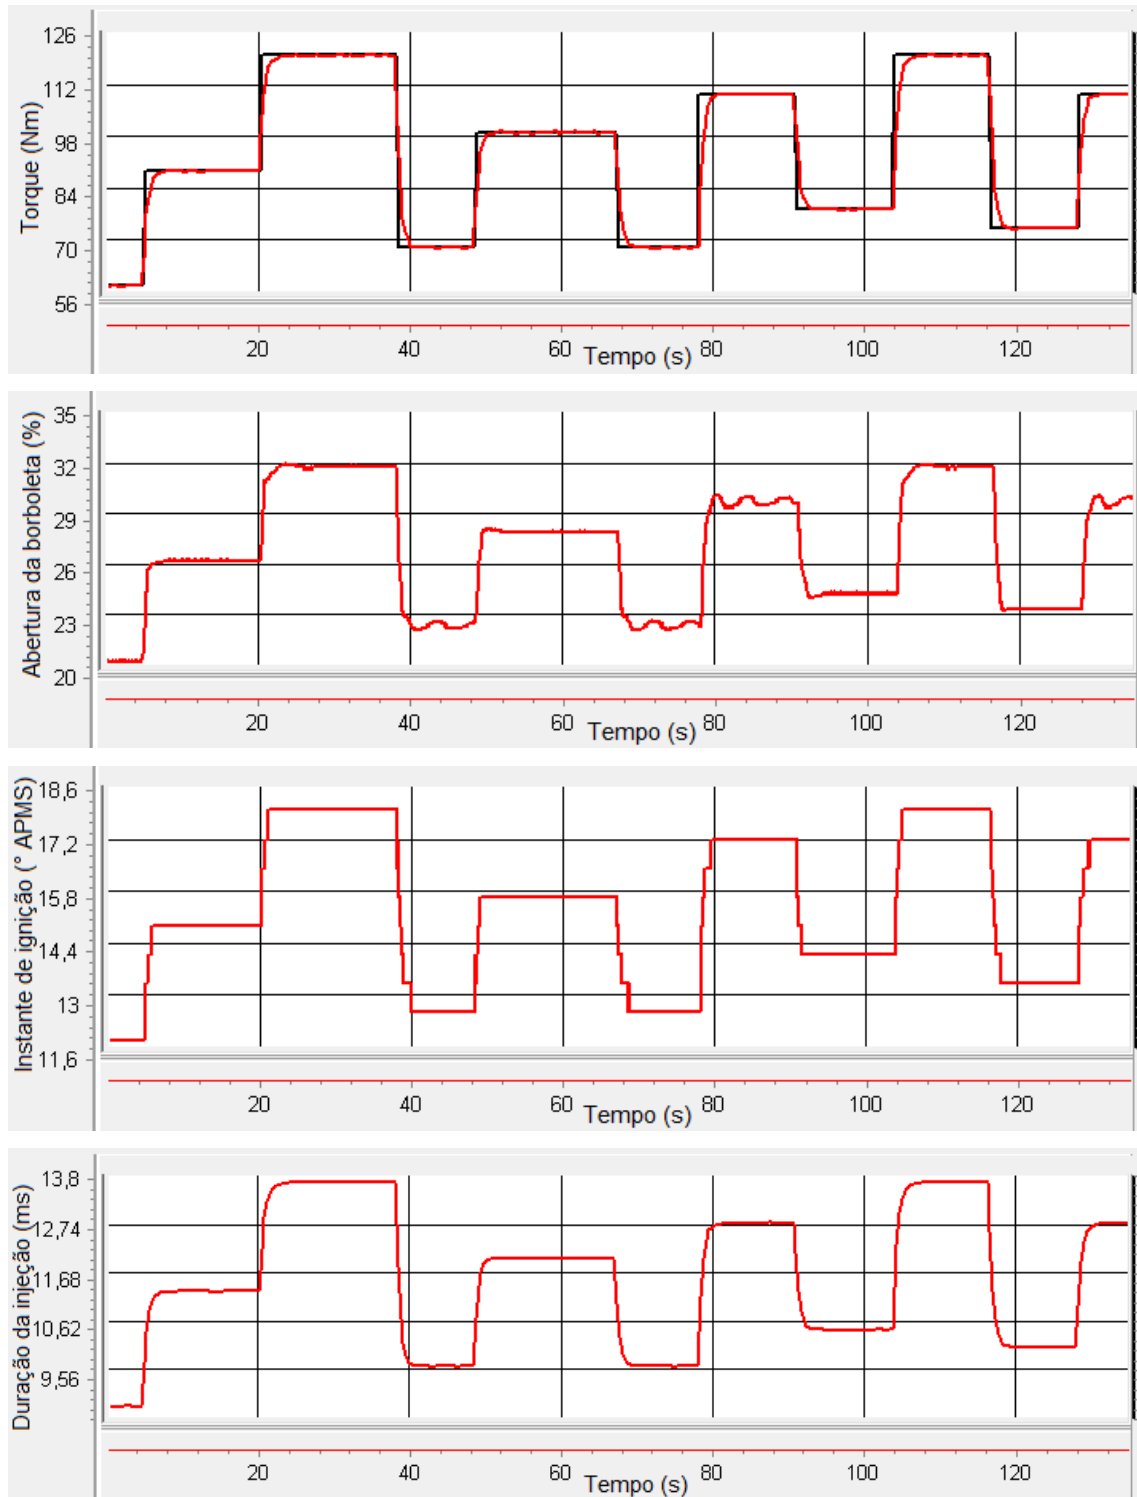 Torque (Nm)
126
112
98
84
70
56
20 40 60 80 100 120
Tempo (s)
Abertura da borboleta (%)
35
32
29
26
23
20
20 40 60 80 100 120
Tempo (s)
Instante de ignição (° APMS)
18,6
17,2
15,8
14,4
13
11,6
20 40 60 80 100 120
Tempo (s)
Duração da injeção (ms)
13,8
12,74
11,68
10,62
9,56
20 40 60 80 100 120
Tempo (s)